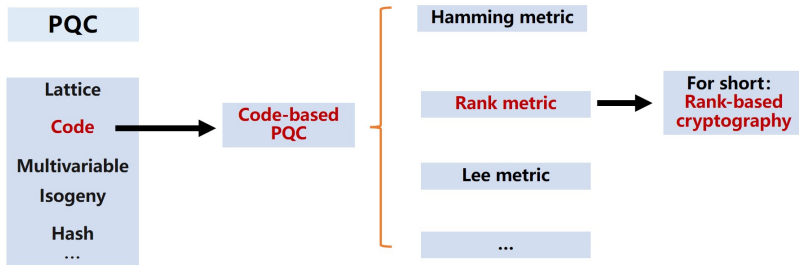 PQC
Lattice
Code
Multivariable
Isogeny
Hash
...
Code-based
PQC
Hamming metric
Rank metric
Lee metric
...
For short:
Rank-based
cryptography